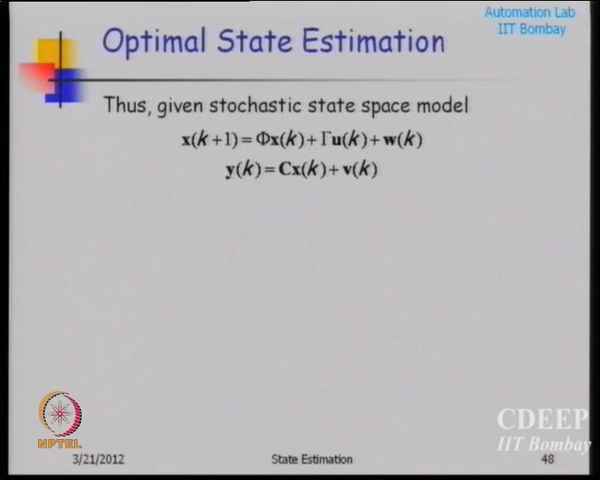 Automation Lab
IIT Bombay
Optimal State Estimation
Thus, given stochastic state space model
x(k+1) = Φx(k) + Γu(k) + w(k)
y(k) = Cx(k) + v(k)
NPTEL
CDEEP
IIT Bombay
3/21/2012 State Estimation 48